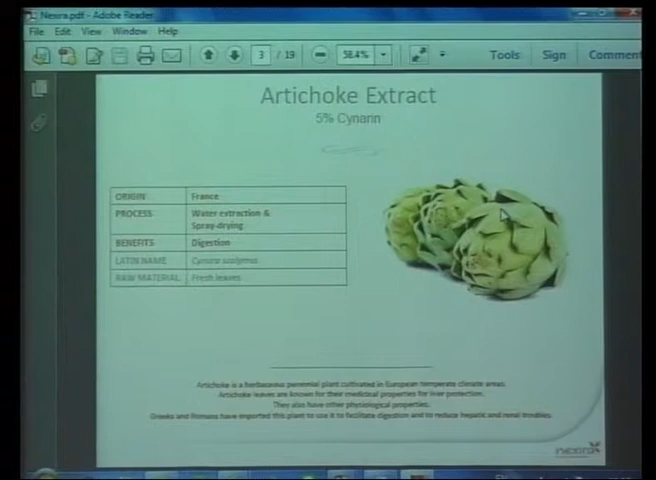 Nexira.pdf - Adobe Reader
File Edit View Window Help
3 / 19 58.4% Tools Sign Comment
Artichoke Extract
5% Cynarin
ORIGIN France
PROCESS Water extraction &
Spray-drying
BENEFITS Digestion
LATIN NAME Cynara scolymus
RAW MATERIAL Fresh leaves
Artichoke is a herbaceous perennial plant cultivated in European temperate climate areas.
Artichoke leaves are known for their medicinal properties for liver protection.
They also have other physiological properties.
Greeks and Romans have imported this plant to use it to facilitate digestion and to reduce hepatic and renal troubles.
nexira